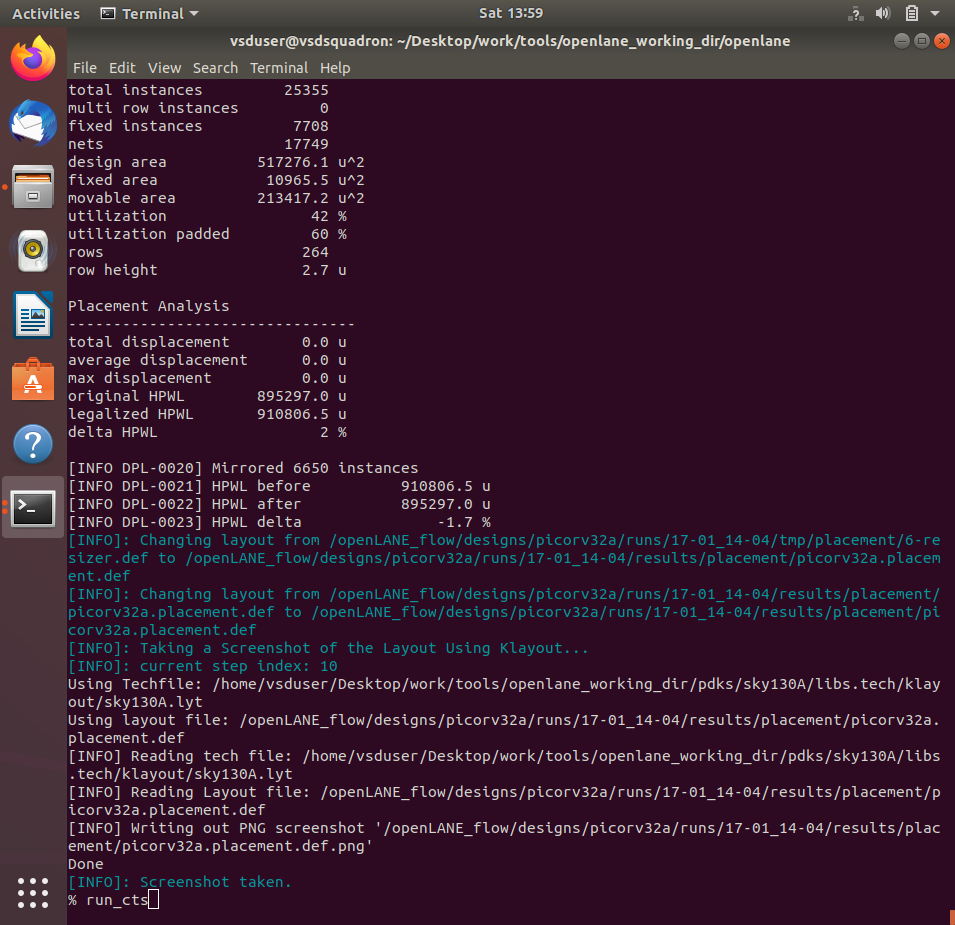 Activities Terminal Sat 13:59
vsduser@vsdsquadron: ~/Desktop/work/tools/openlane_working_dir/openlane
File Edit View Search Terminal Help
total instances 25355
multi row instances 0
fixed instances 7708
nets 17749
design area 517276.1 u^2
fixed area 10965.5 u^2
movable area 213417.2 u^2
utilization 42 %
utilization padded 60 %
rows 264
row height 2.7 u
Placement Analysis
--------------------------------
total displacement 0.0 u
average displacement 0.0 u
max displacement 0.0 u
original HPWL 895297.0 u
legalized HPWL 910806.5 u
delta HPWL 2 %
[INFO DPL-0020] Mirrored 6650 instances
[INFO DPL-0021] HPWL before 910806.5 u
[INFO DPL-0022] HPWL after 895297.0 u
[INFO DPL-0023] HPWL delta -1.7 %
[INFO]: Changing layout from /openLANE_flow/designs/picorv32a/runs/17-01_14-04/tmp/placement/6-re
sizer.def to /openLANE_flow/designs/picorv32a/runs/17-01_14-04/results/placement/picorv32a.placem
ent.def
[INFO]: Changing layout from /openLANE_flow/designs/picorv32a/runs/17-01_14-04/results/placement/
picorv32a.placement.def to /openLANE_flow/designs/picorv32a/runs/17-01_14-04/results/placement/pi
corv32a.placement.def
[INFO]: Taking a Screenshot of the Layout Using Klayout...
[INFO]: current step index: 10
Using Techfile: /home/vsduser/Desktop/work/tools/openlane_working_dir/pdks/sky130A/libs.tech/klay
out/sky130A.lyt
Using layout file: /openLANE_flow/designs/picorv32a/runs/17-01_14-04/results/placement/picorv32a.
placement.def
[INFO] Reading tech file: /home/vsduser/Desktop/work/tools/openlane_working_dir/pdks/sky130A/libs
.tech/klayout/sky130A.lyt
[INFO] Reading Layout file: /openLANE_flow/designs/picorv32a/runs/17-01_14-04/results/placement/p
icorv32a.placement.def
[INFO] Writing out PNG screenshot '/openLANE_flow/designs/picorv32a/runs/17-01_14-04/results/plac
ement/picorv32a.placement.def.png'
Done
[INFO]: Screenshot taken.
% run_cts